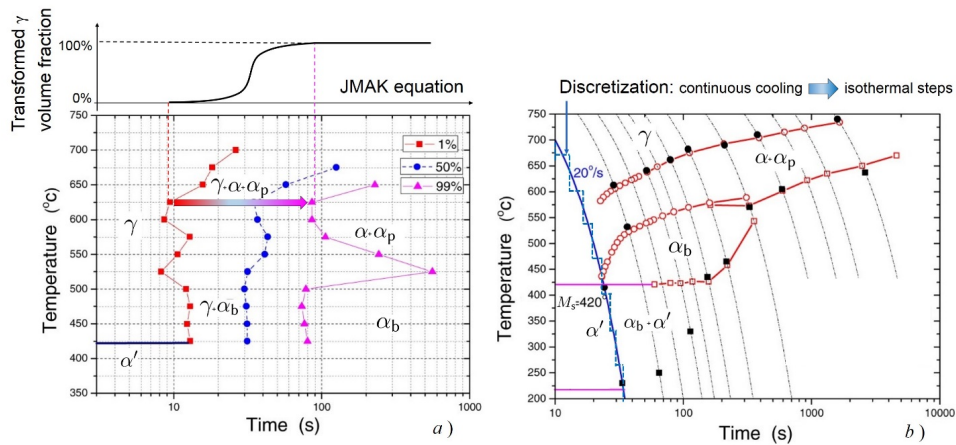 Transformed γ
volume fraction
100%
0%
JMAK equation
Temperature (°c)
750
700
650
600
550
500
450
400
350
1%
50%
99%
γ+α+αp
γ
α+αp
γ+αb
αb
α'
10
100
1000
Time (s)
a)
Discretization: continuous cooling isothermal steps
Temperature (°c)
750
700
650
600
550
500
450
400
350
300
250
200
20°/s
γ
α+αp
αb
Ms=420
α'
αb+α'
10
100
1000
10000
Time (s)
b)